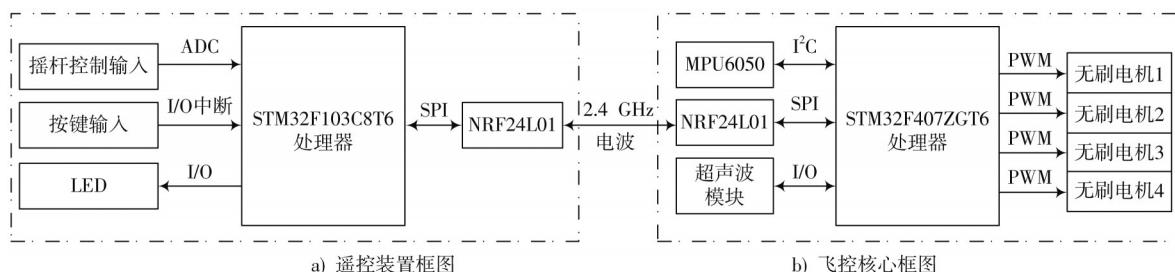 摇杆控制输入
ADC
按键输入
I/O中断
LED
I/O
STM32F103C8T6
处理器
SPI
NRF24L01
2.4 GHz
电波
MPU6050
I²C
NRF24L01
SPI
超声波
模块
I/O
STM32F407ZGT6
处理器
PWM
无刷电机1
PWM
无刷电机2
PWM
无刷电机3
PWM
无刷电机4
a) 遥控装置框图
b) 飞控核心框图